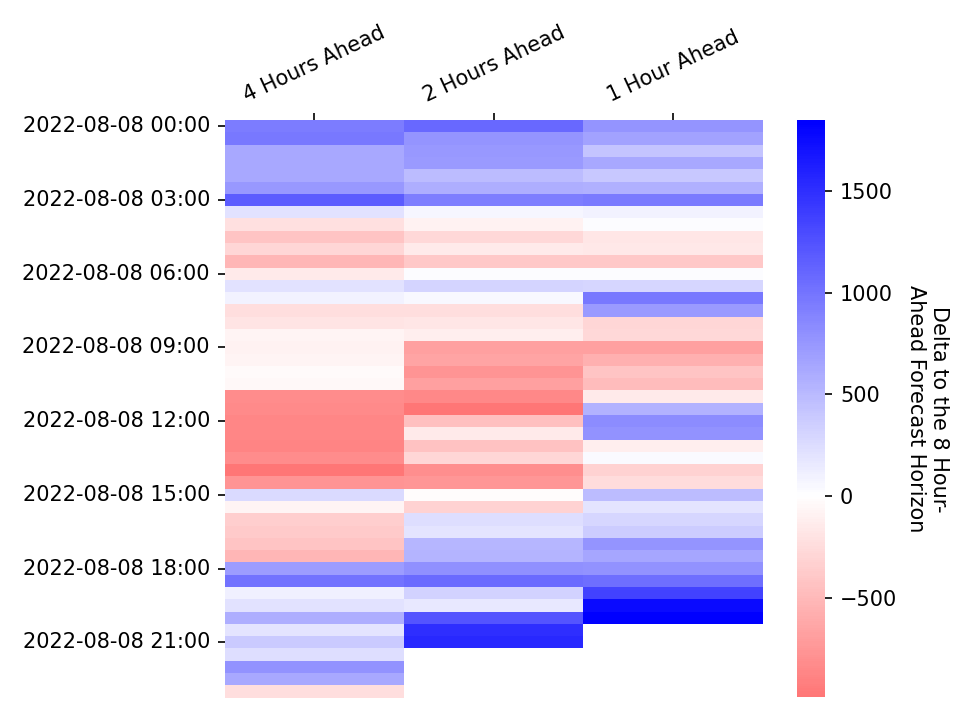 4 Hours Ahead
2 Hours Ahead
1 Hour Ahead
2022-08-08 00:00
2022-08-08 03:00
2022-08-08 06:00
2022-08-08 09:00
2022-08-08 12:00
2022-08-08 15:00
2022-08-08 18:00
2022-08-08 21:00
1500
1000
500
0
−500
Delta to the 8 Hour-
Ahead Forecast Horizon